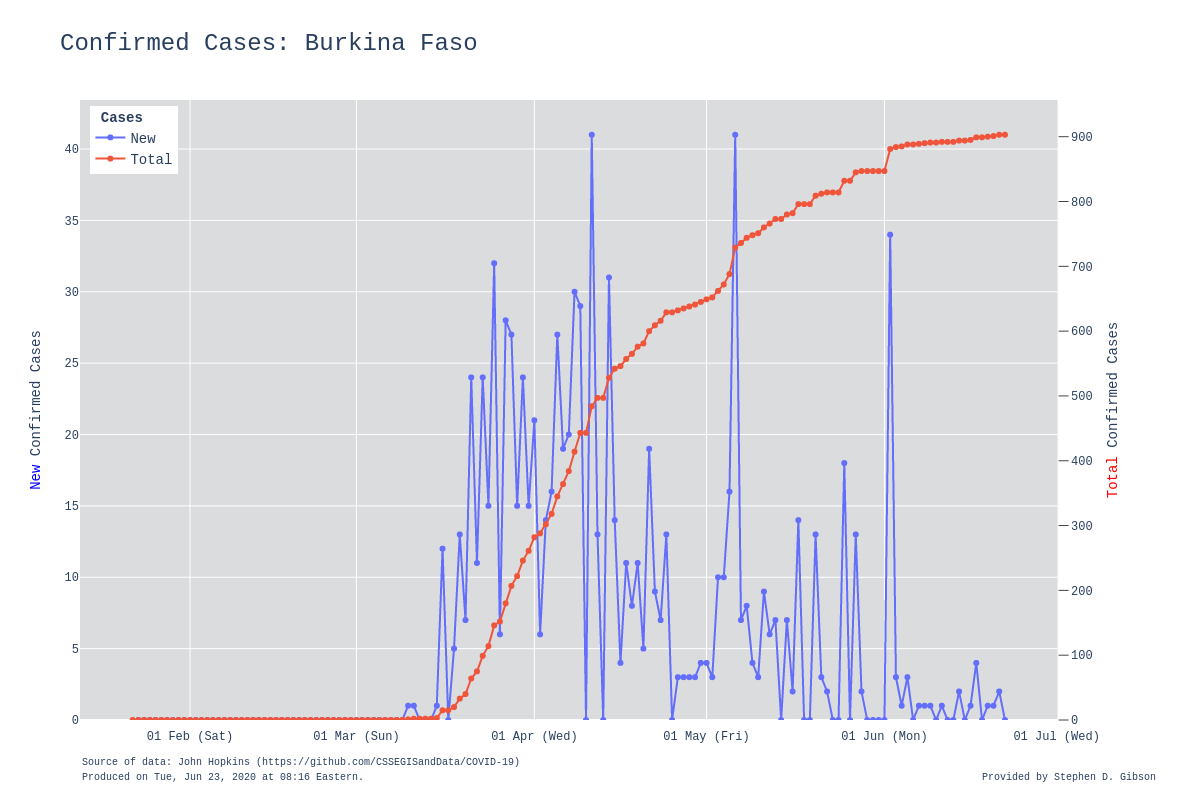 Confirmed Cases: Burkina Faso
Cases
New
Total
40
35
30
25
20
15
10
5
0
900
800
700
600
500
400
300
200
100
0
New Confirmed Cases
Total Confirmed Cases
01 Feb (Sat)
01 Mar (Sun)
01 Apr (Wed)
01 May (Fri)
01 Jun (Mon)
01 Jul (Wed)
Source of data: John Hopkins (https://github.com/CSSEGISandData/COVID-19)
Produced on Tue, Jun 23, 2020 at 08:16 Eastern.
Provided by Stephen D. Gibson